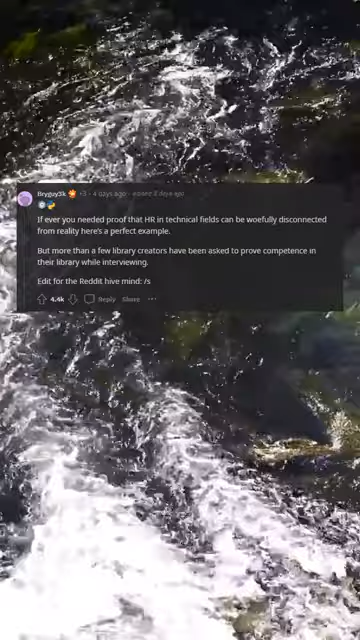 Bryguy3k +3 · 4 days ago · edited 3 days ago
If ever you needed proof that HR in technical fields can be woefully disconnected
from reality here's a perfect example.
But more than a few library creators have been asked to prove competence in
their library while interviewing.
Edit for the Reddit hive mind: /s
4.4k Reply Share ...